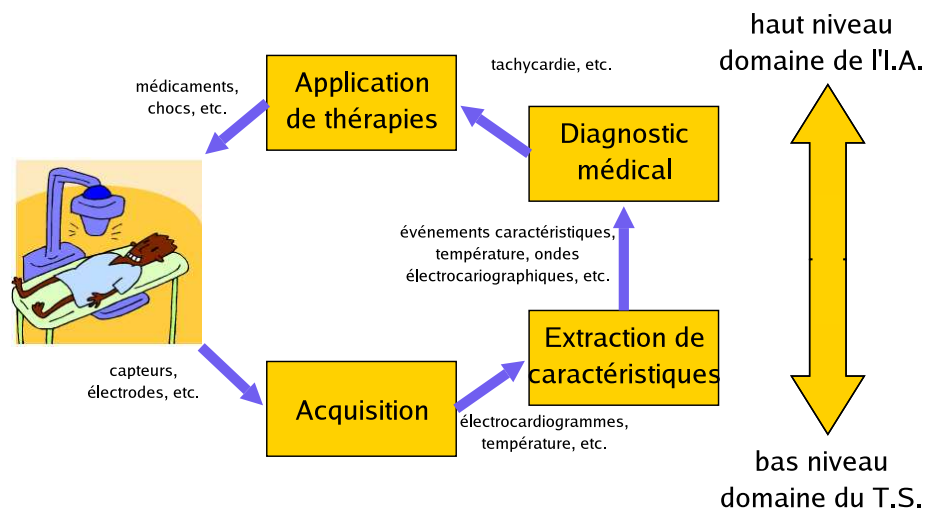 haut niveau
domaine de l'I.A.
tachycardie, etc.
Application
de thérapies
médicaments,
chocs, etc.
Diagnostic
médical
événements caractéristiques,
température, ondes
électrocariographiques, etc.
Extraction de
caractéristiques
capteurs,
électrodes, etc.
Acquisition
électrocardiogrammes,
température, etc.
bas niveau
domaine du T.S.